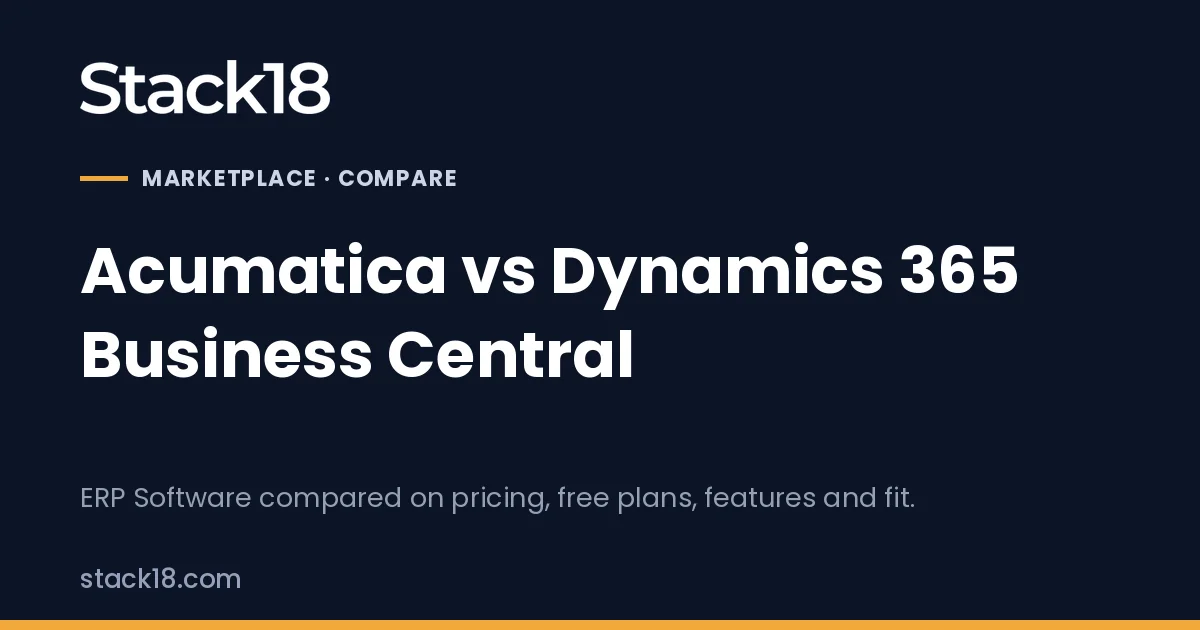 Stack18
MARKETPLACE · COMPARE
Acumatica vs Dynamics 365
Business Central
ERP Software compared on pricing, free plans, features and fit.
stack18.com